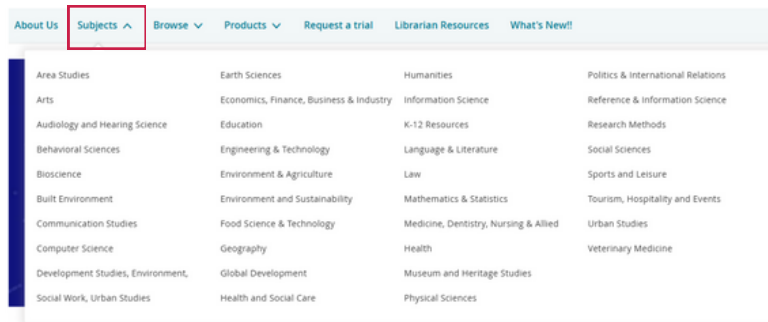 About Us Subjects Browse Products Request a trial Librarian Resources What's New!!
Area Studies
Arts
Audiology and Hearing Science
Behavioral Sciences
Bioscience
Built Environment
Communication Studies
Computer Science
Development Studies, Environment,
Social Work, Urban Studies
Earth Sciences
Economics, Finance, Business & Industry
Education
Engineering & Technology
Environment & Agriculture
Environment and Sustainability
Food Science & Technology
Geography
Global Development
Health and Social Care
Humanities
Information Science
K-12 Resources
Language & Literature
Law
Mathematics & Statistics
Medicine, Dentistry, Nursing & Allied
Health
Museum and Heritage Studies
Physical Sciences
Politics & International Relations
Reference & Information Science
Research Methods
Social Sciences
Sports and Leisure
Tourism, Hospitality and Events
Urban Studies
Veterinary Medicine